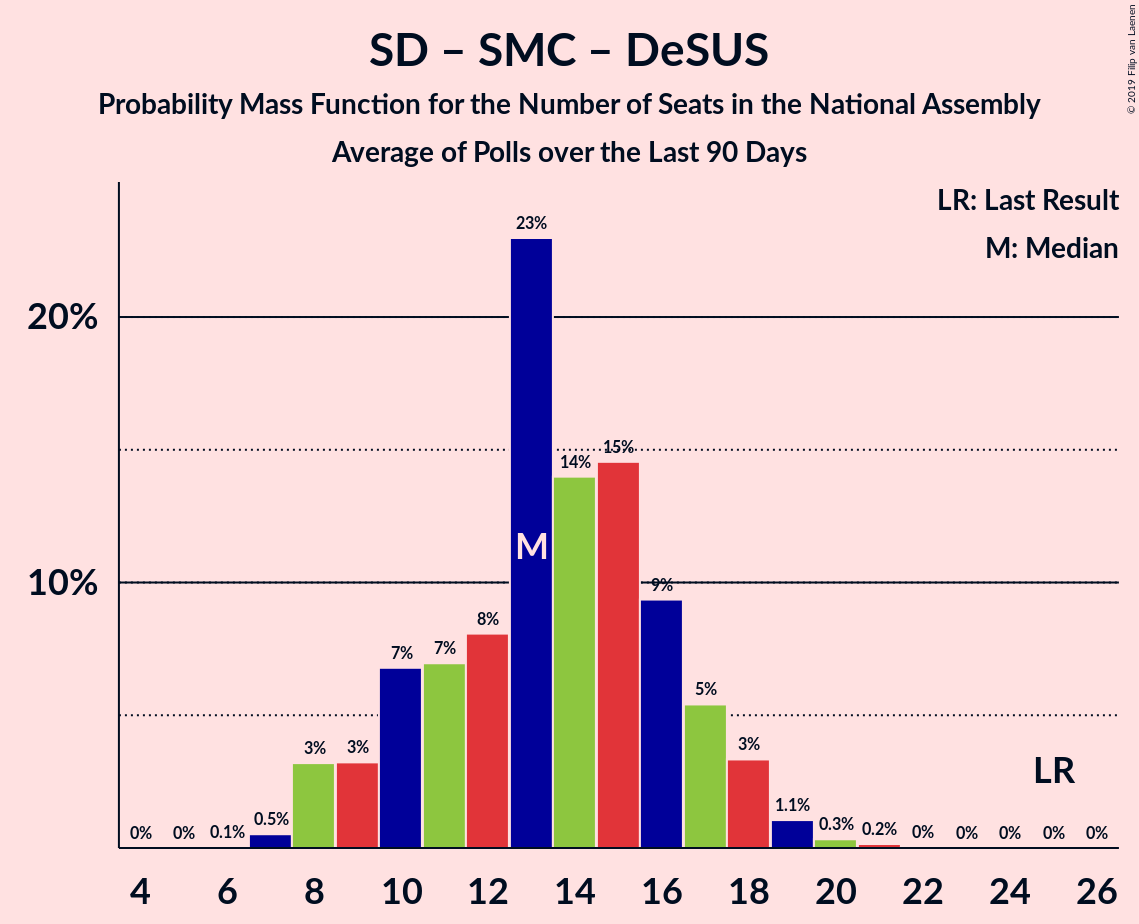 SD – SMC – DeSUS
Probability Mass Function for the Number of Seats in the National Assembly
Average of Polls over the Last 90 Days
© 2019 Filip van Laenen
LR: Last Result
M: Median
20%
10%
0% 0% 0.1% 0.5% 3% 3% 7% 7% 8% 23% 14% 15% 9% 5% 3% 1.1% 0.3% 0.2% 0% 0% 0% 0% 0%
M
LR
4 6 8 10 12 14 16 18 20 22 24 26